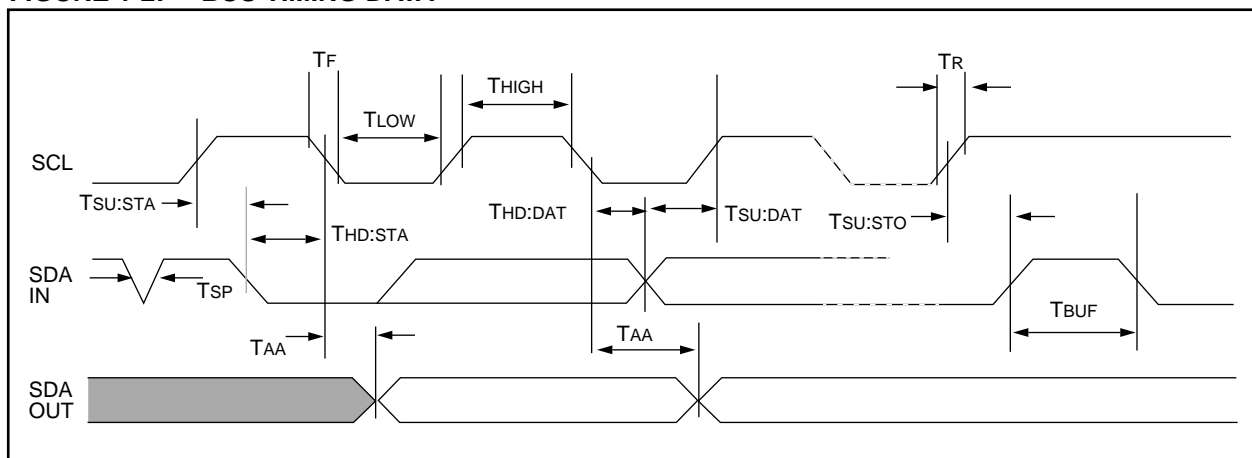 TF
TR
THIGH
TLOW
SCL
TSU:STA
THD:STA
THD:DAT
TSU:DAT
TSU:STO
SDA
IN
TSP
TBUF
TAA
TAA
SDA
OUT